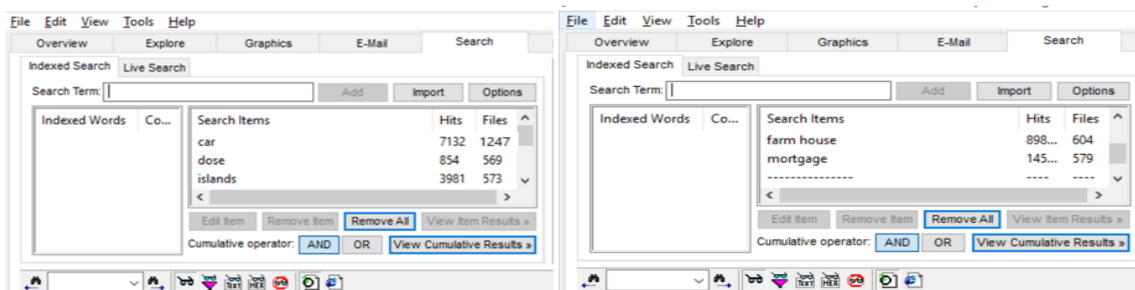 File Edit View Tools Help
Overview Explore Graphics E-Mail Search
Indexed Search Live Search
Search Term: Add Import Options
Indexed Words Co... Search Items Hits Files
car 7132 1247
dose 854 569
islands 3981 573
Edit Item Remove Item Remove All View Item Results »
Cumulative operator: AND OR View Cumulative Results »
TEXT HEX
File Edit View Tools Help
Overview Explore Graphics E-Mail Search
Indexed Search Live Search
Search Term: Add Import Options
Indexed Words Co... Search Items Hits Files
farm house 898... 604
mortgage 145... 579
--------------- ---- ----
Edit Item Remove Item Remove All View Item Results »
Cumulative operator: AND OR View Cumulative Results »
TEXT HEX